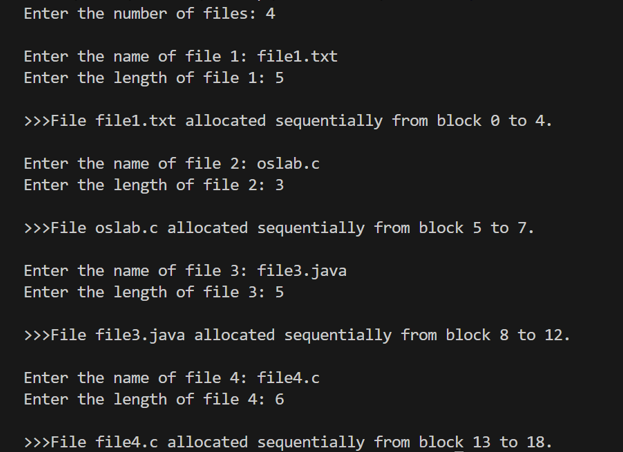 Enter the number of files: 4
Enter the name of file 1: file1.txt
Enter the length of file 1: 5
>>>File file1.txt allocated sequentially from block 0 to 4.
Enter the name of file 2: oslab.c
Enter the length of file 2: 3
>>>File oslab.c allocated sequentially from block 5 to 7.
Enter the name of file 3: file3.java
Enter the length of file 3: 5
>>>File file3.java allocated sequentially from block 8 to 12.
Enter the name of file 4: file4.c
Enter the length of file 4: 6
>>>File file4.c allocated sequentially from block 13 to 18.